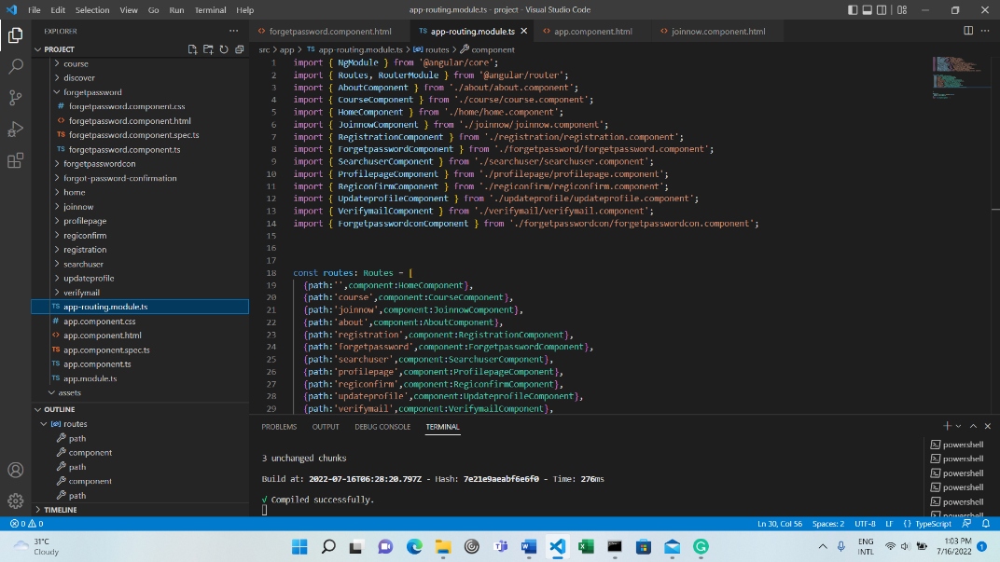 File Edit Selection View Go Run Terminal Help
app-routing.module.ts - project - Visual Studio Code
EXPLORER
PROJECT
course
discover
forgetpassword
forgetpassword.component.css
forgetpassword.component.html
forgetpassword.component.spec.ts
forgetpassword.component.ts
forgetpasswordcon
forgot-password-confirmation
home
joinnow
profilepage
regiconfirm
registration
searchuser
updateprofile
verifymail
TS app-routing.module.ts
# app.component.css
<> app.component.html
TS app.component.spec.ts
TS app.component.ts
TS app.module.ts
assets
OUTLINE
routes
path
component
path
component
path
TIMELINE
forgetpassword.component.html
TS app-routing.module.ts
app.component.html
joinnow.component.html
src > app > TS app-routing.module.ts > routes > component
1 import { NgModule } from '@angular/core';
2 import { Routes, RouterModule } from '@angular/router';
3 import { AboutComponent } from './about/about.component';
4 import { CourseComponent } from './course/course.component';
5 import { HomeComponent } from './home/home.component';
6 import { JoinnowComponent } from './joinnow/joinnow.component';
7 import { RegistrationComponent } from './registration/registration.component';
8 import { ForgetpasswordComponent } from './forgetpassword/forgetpassword.component';
9 import { SearchuserComponent } from './searchuser/searchuser.component';
10 import { ProfilepageComponent } from './profilepage/profilepage.component';
11 import { RegiconfirmComponent } from './regiconfirm/regiconfirm.component';
12 import { UpdateprofileComponent } from './updateprofile/updateprofile.component';
13 import { VerifymailComponent } from './verifymail/verifymail.component';
14 import { ForgetpasswordconComponent } from './forgetpasswordcon/forgetpasswordcon.component';
15
16
17
18 const routes: Routes = [
19 {path:'',component:HomeComponent},
20 {path:'course',component:CourseComponent},
21 {path:'joinnow',component:JoinnowComponent},
22 {path:'about',component:AboutComponent},
23 {path:'registration',component:RegistrationComponent},
24 {path:'forgetpassword',component:ForgetpasswordComponent},
25 {path:'searchuser',component:SearchuserComponent},
26 {path:'profilepage',component:ProfilepageComponent},
27 {path:'regiconfirm',component:RegiconfirmComponent},
28 {path:'updateprofile',component:UpdateprofileComponent},
29 {path:'verifymail',component:VerifymailComponent},
PROBLEMS OUTPUT DEBUG CONSOLE TERMINAL
3 unchanged chunks
Build at: 2022-07-16T06:28:20.797Z - Hash: 7e21e9aeabf6e6f0 - Time: 276ms
√ Compiled successfully.
powershell
powershell
powershell
powershell
powershell
powershell
0 0
Ln 30, Col 56 Spaces: 2 UTF-8 LF {} TypeScript
31°C
Cloudy
ENG
INTL
1:03 PM
7/16/2022
1